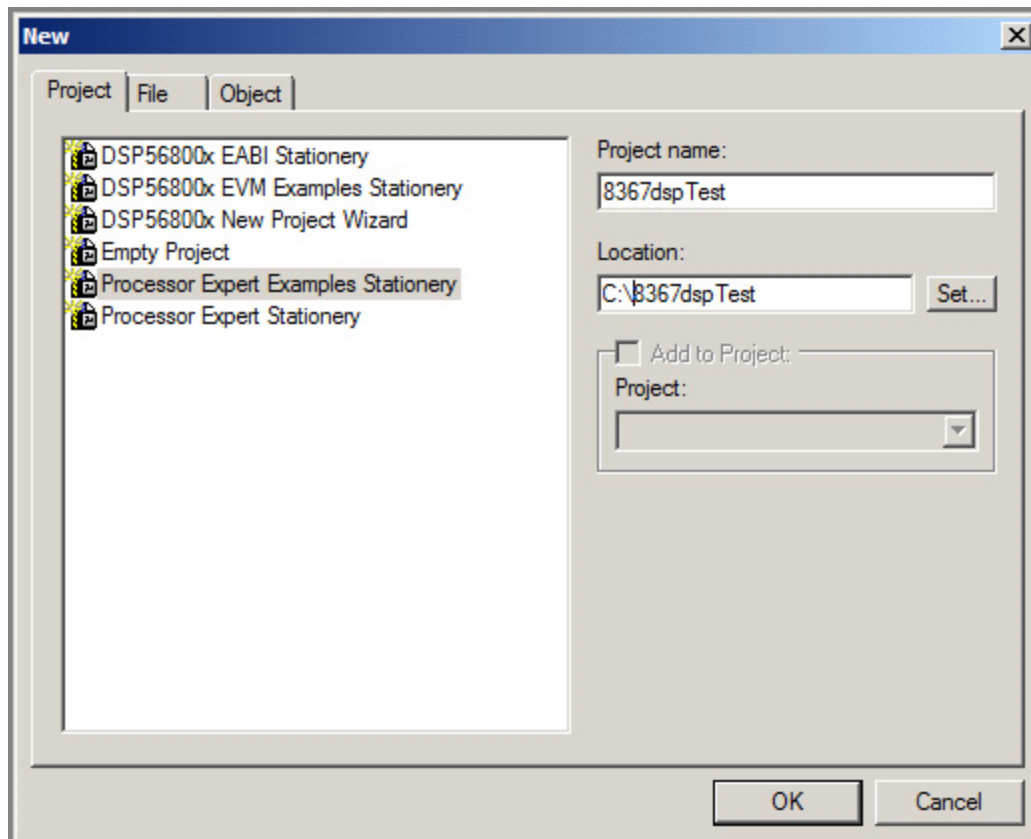 New
Project File Object
DSP56800x EABI Stationery
DSP56800x EVM Examples Stationery
DSP56800x New Project Wizard
Empty Project
Processor Expert Examples Stationery
Processor Expert Stationery
Project name:
8367dspTest
Location:
C:\8367dspTest
Set...
Add to Project:
Project:
OK Cancel